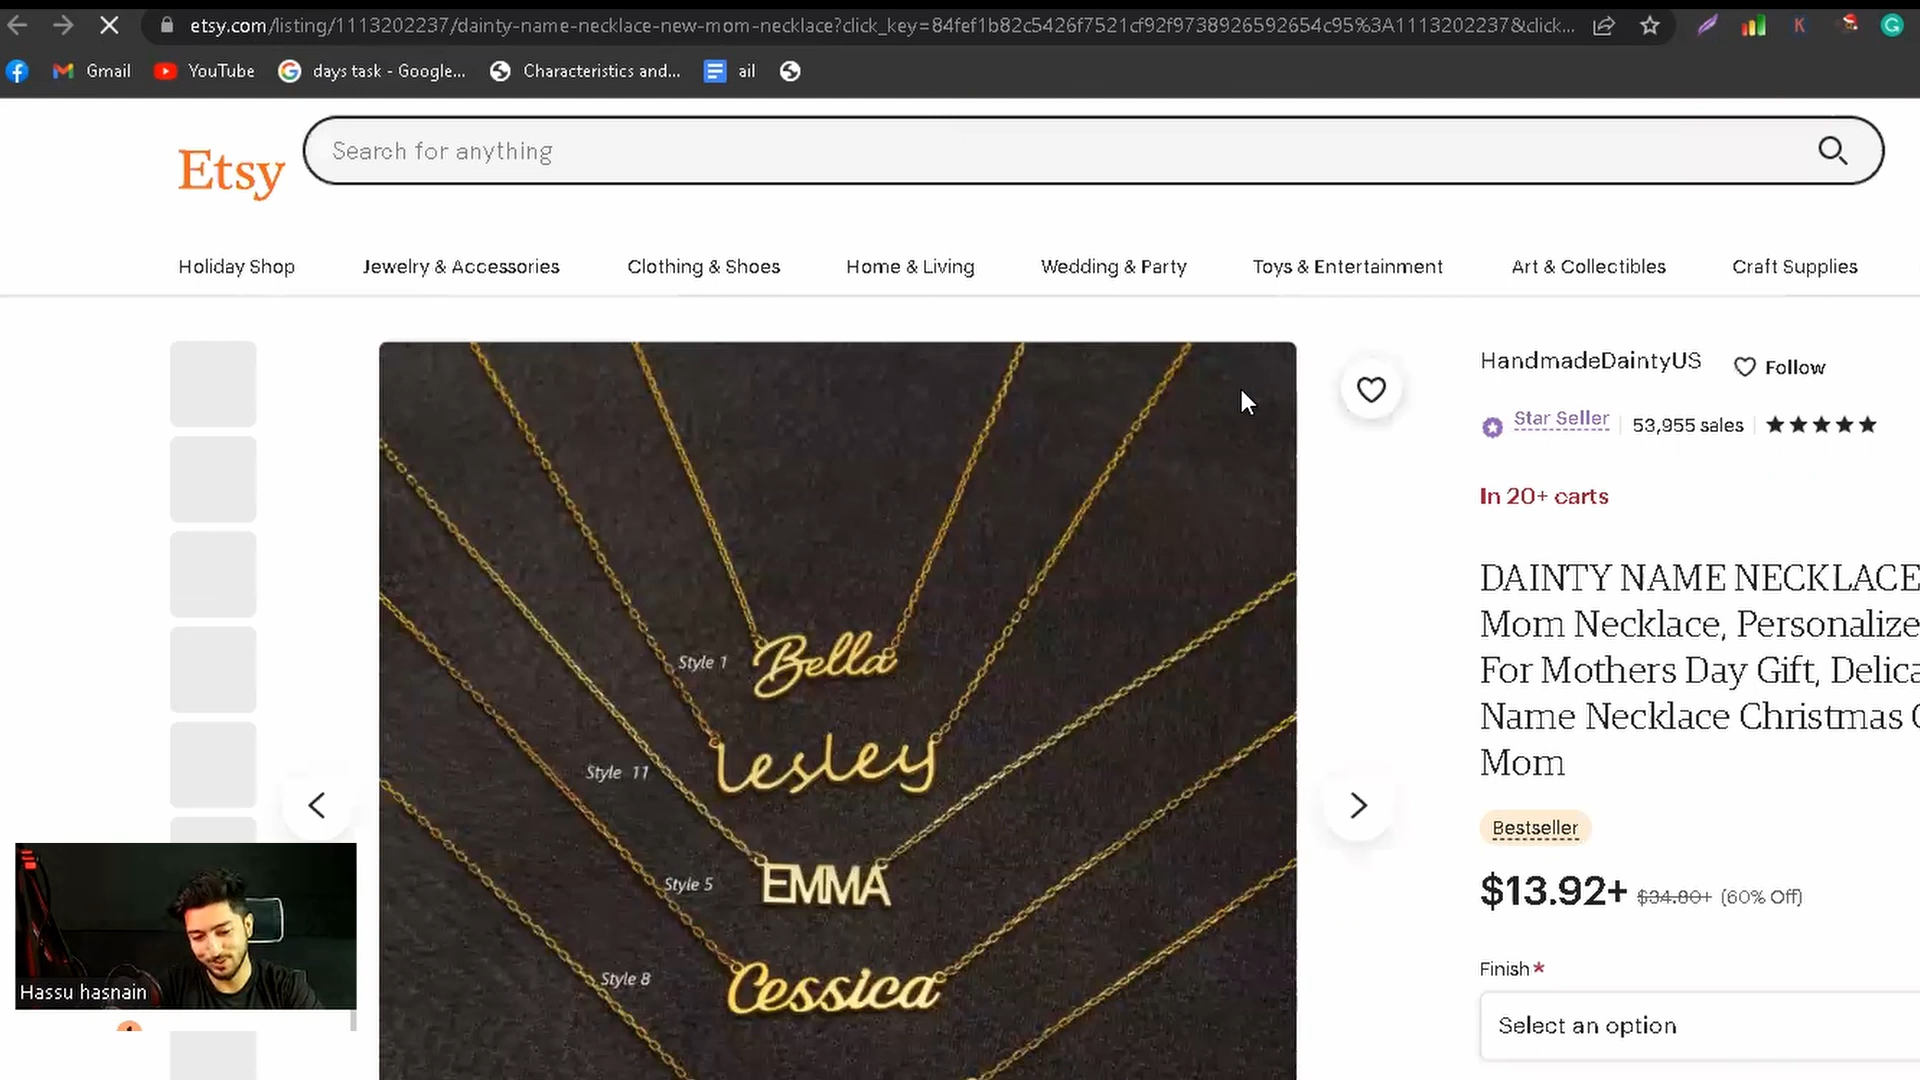 etsy.com/listing/1113202237/dainty-name-necklace-new-mom-necklace?click_key=84fef1b82c5426f7521cf92f9738926592654c95%3A1113202237&click...
K
G
Gmail
YouTube
G
days task - Google...
Characteristics and...
ail
Etsy
Search for anything
Holiday Shop
Jewelry & Accessories
Clothing & Shoes
Home & Living
Wedding & Party
Toys & Entertainment
Art & Collectibles
Craft Supplies
HandmadeDaintyUS
Follow
Star Seller
53,955 sales
In 20+ carts
DAINTY NAME NECKLACE
Mom Necklace, Personalize
For Mothers Day Gift, Delica
Name Necklace Christmas
Mom
Bestseller
$13.92+ $34.80+ (60% Off)
Finish*
Select an option
Style 1
Bella
Style 11
Lesley
Style 5
EMMA
Style 8
Cessica
Hassu hasnain